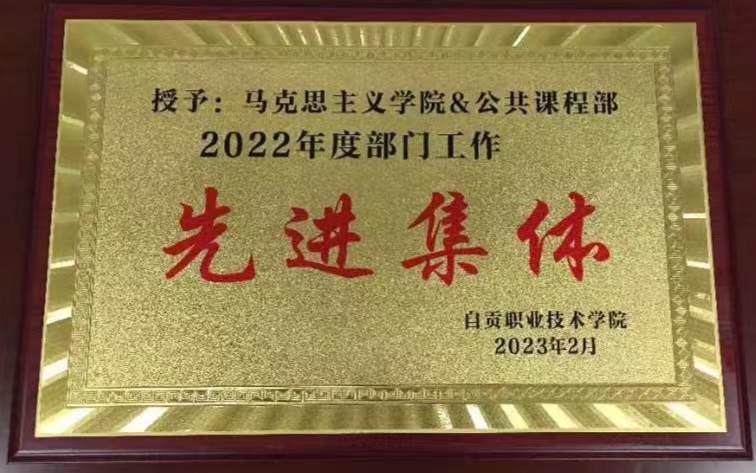 授予：马克思主义学院&公共课程部
2022年度部门工作
先进集体
自贡职业技术学院
2023年2月